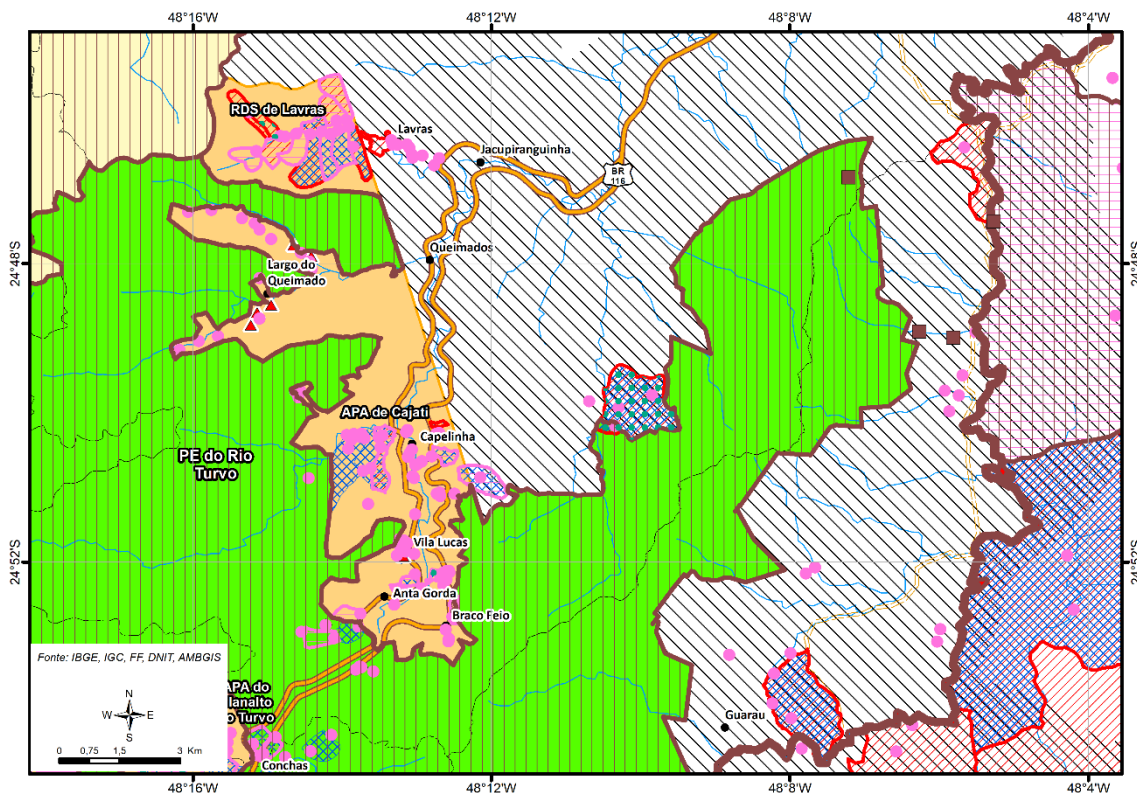 48°16'W
48°12'W
48°8'W
48°4'W
RDS de Lavras
Lavras
Jacupiranguinha
BR
116
24°48'S
24°48'S
Queimados
Largo do
Queimado
APA de Cajati
Capelinha
PE do Rio
Turvo
24°52'S
24°52'S
Vila Lucas
Anta Gorda
Braco Feio
Fonte: IBGE, IGC, FF, DNIT, AMBGIS
N
W
E
S
0
0,75
1,5
3
Km
APA do
lanalto
o Turvo
Guarau
Conchas
48°16'W
48°12'W
48°8'W
48°4'W